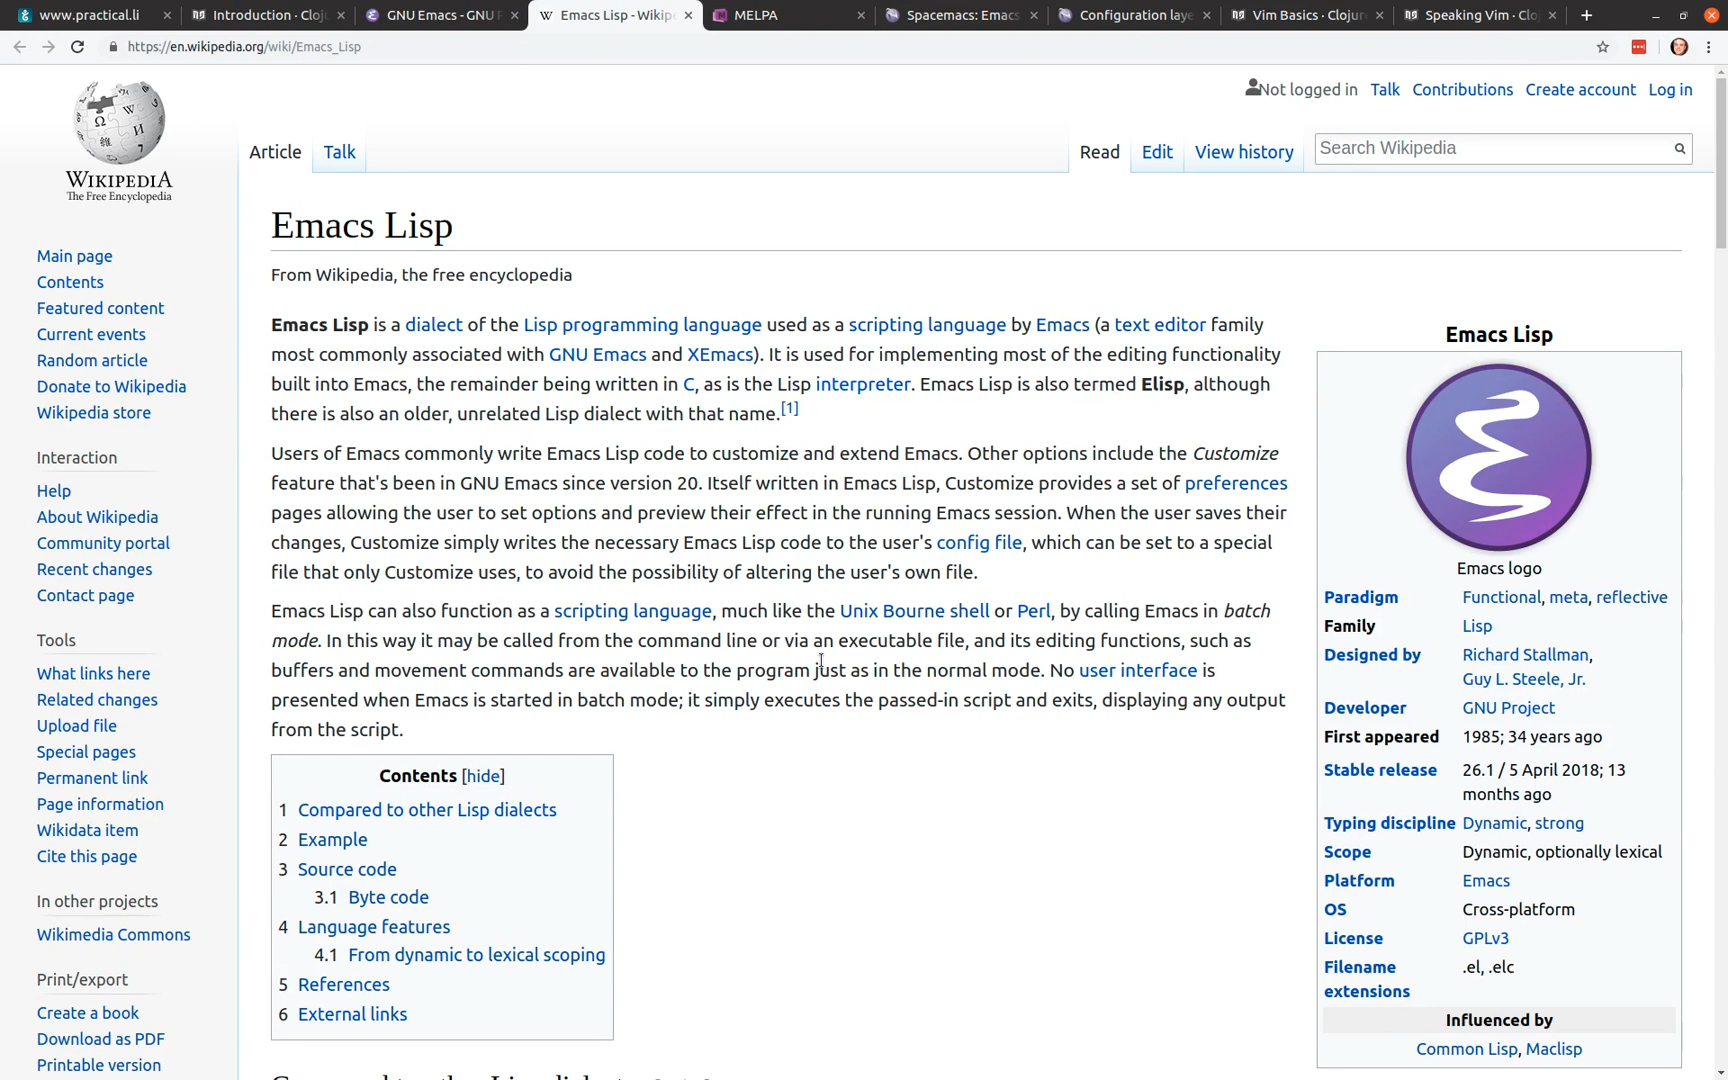 www.practical.li
Introduction · Cloj
GNU Emacs - GNU P
Emacs Lisp - Wikip
MELPA
Spacemacs: Emacs
Configuration laye
Vim Basics · Clojur
Speaking Vim · Clo
https://en.wikipedia.org/wiki/Emacs_Lisp
Not logged in Talk Contributions Create account Log in
Article Talk Read Edit View history Search Wikipedia
WIKIPEDIA
The Free Encyclopedia
Main page
Contents
Featured content
Current events
Random article
Donate to Wikipedia
Wikipedia store
Interaction
Help
About Wikipedia
Community portal
Recent changes
Contact page
Tools
What links here
Related changes
Upload file
Special pages
Permanent link
Page information
Wikidata item
Cite this page
In other projects
Wikimedia Commons
Print/export
Create a book
Download as PDF
Printable version
Emacs Lisp
From Wikipedia, the free encyclopedia
Emacs Lisp is a dialect of the Lisp programming language used as a scripting language by Emacs (a text editor family
most commonly associated with GNU Emacs and XEmacs). It is used for implementing most of the editing functionality
built into Emacs, the remainder being written in C, as is the Lisp interpreter. Emacs Lisp is also termed Elisp, although
there is also an older, unrelated Lisp dialect with that name.[1]
Users of Emacs commonly write Emacs Lisp code to customize and extend Emacs. Other options include the Customize
feature that's been in GNU Emacs since version 20. Itself written in Emacs Lisp, Customize provides a set of preferences
pages allowing the user to set options and preview their effect in the running Emacs session. When the user saves their
changes, Customize simply writes the necessary Emacs Lisp code to the user's config file, which can be set to a special
file that only Customize uses, to avoid the possibility of altering the user's own file.
Emacs Lisp can also function as a scripting language, much like the Unix Bourne shell or Perl, by calling Emacs in batch
mode. In this way it may be called from the command line or via an executable file, and its editing functions, such as
buffers and movement commands are available to the program just as in the normal mode. No user interface is
presented when Emacs is started in batch mode; it simply executes the passed-in script and exits, displaying any output
from the script.
Contents [hide]
1 Compared to other Lisp dialects
2 Example
3 Source code
3.1 Byte code
4 Language features
4.1 From dynamic to lexical scoping
5 References
6 External links
Emacs Lisp
Emacs logo
Paradigm Functional, meta, reflective
Family Lisp
Designed by Richard Stallman,
Guy L. Steele, Jr.
Developer GNU Project
First appeared 1985; 34 years ago
Stable release 26.1 / 5 April 2018; 13
months ago
Typing discipline Dynamic, strong
Scope Dynamic, optionally lexical
Platform Emacs
OS Cross-platform
License GPLv3
Filename .el, .elc
extensions
Influenced by
Common Lisp, Maclisp